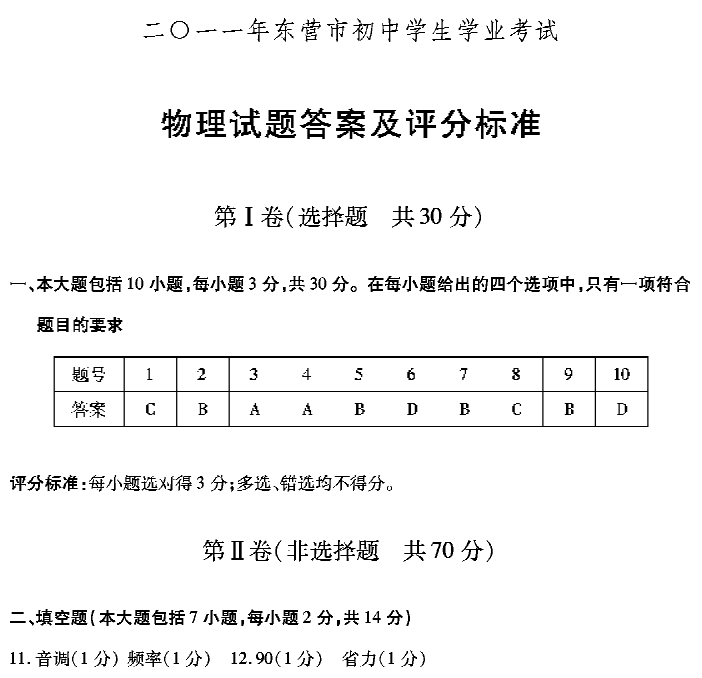 二〇一一年东营市初中学生学业考试
物理试题答案及评分标准
第Ⅰ卷(选择题 共30分)
一、本大题包括10小题,每小题3分,共30分。在每小题给出的四个选项中,只有一项符合
题目的要求
题号 1 2 3 4 5 6 7 8 9 10
答案 C B A A B D B C B D
评分标准:每小题选对得3分;多选、错选均不得分。
第Ⅱ卷(非选择题 共70分)
二、填空题(本大题包括7小题,每小题2分,共14分)
11.音调(1分) 频率(1分) 12.90(1分) 省力(1分)